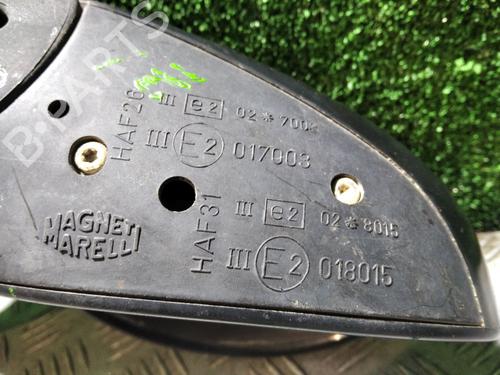 HAF26
III e2 02*700
III E2 017003
HAF31
III e2 02*8015
III E2 018015
MAGNETI
MARELLI
B PARTS